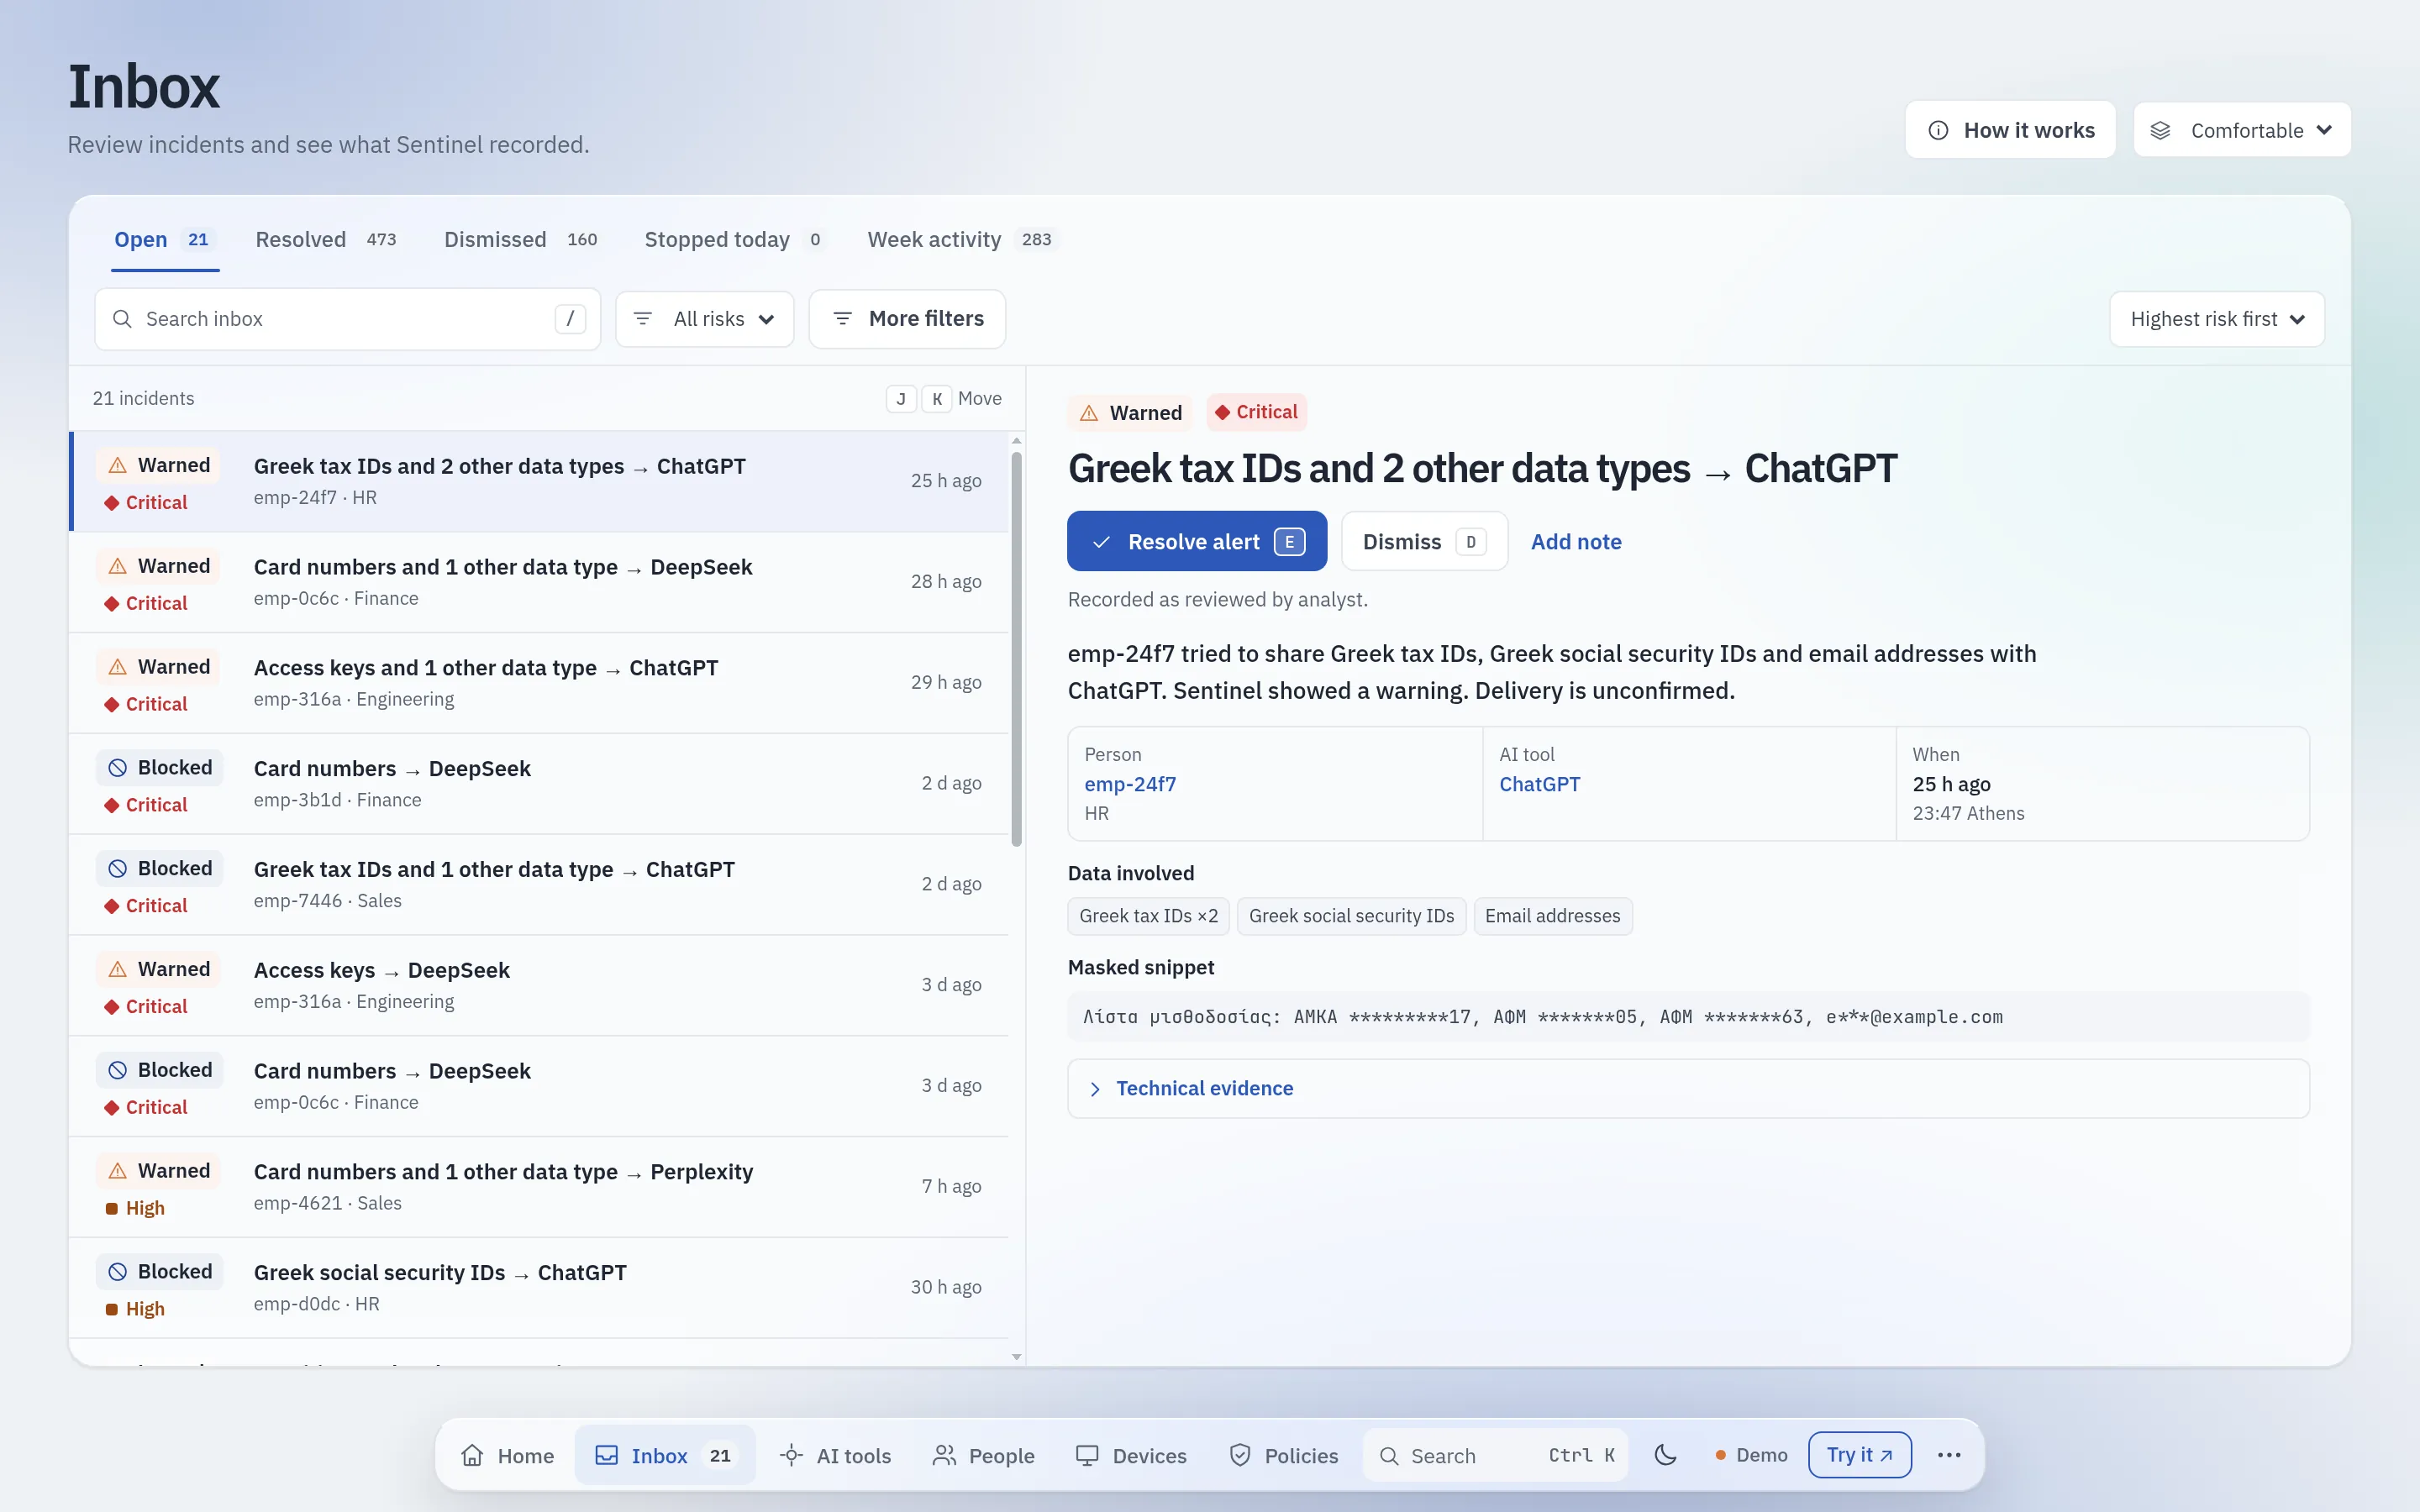 Inbox
Review incidents and see what Sentinel recorded.
How it works
Comfortable
Open 21
Resolved 473
Dismissed 160
Stopped today 0
Week activity 283
Search inbox /
All risks
More filters
Highest risk first
21 incidents
J K Move
Warned
Critical
Greek tax IDs and 2 other data types → ChatGPT
emp-24f7 · HR
25 h ago
Warned
Critical
Card numbers and 1 other data type → DeepSeek
emp-0c6c · Finance
28 h ago
Warned
Critical
Access keys and 1 other data type → ChatGPT
emp-316a · Engineering
29 h ago
Blocked
Critical
Card numbers → DeepSeek
emp-3b1d · Finance
2 d ago
Blocked
Critical
Greek tax IDs and 1 other data type → ChatGPT
emp-7446 · Sales
2 d ago
Warned
Critical
Access keys → DeepSeek
emp-316a · Engineering
3 d ago
Blocked
Critical
Card numbers → DeepSeek
emp-0c6c · Finance
3 d ago
Warned
High
Card numbers and 1 other data type → Perplexity
emp-4621 · Sales
7 h ago
Blocked
High
Greek social security IDs → ChatGPT
emp-d0dc · HR
30 h ago
Warned
Critical
Greek tax IDs and 2 other data types → ChatGPT
Resolve alert E
Dismiss D
Add note
Recorded as reviewed by analyst.
emp-24f7 tried to share Greek tax IDs, Greek social security IDs and email addresses with
ChatGPT. Sentinel showed a warning. Delivery is unconfirmed.
Person
emp-24f7
HR
AI tool
ChatGPT
When
25 h ago
23:47 Athens
Data involved
Greek tax IDs ×2
Greek social security IDs
Email addresses
Masked snippet
Λίστα μισθοδοσίας: ΑΜΚΑ *********17, ΑΦΜ *******05, ΑΦΜ *******63, e***@example.com
Technical evidence
Home
Inbox 21
AI tools
People
Devices
Policies
Search Ctrl K
Demo
Try it ↗